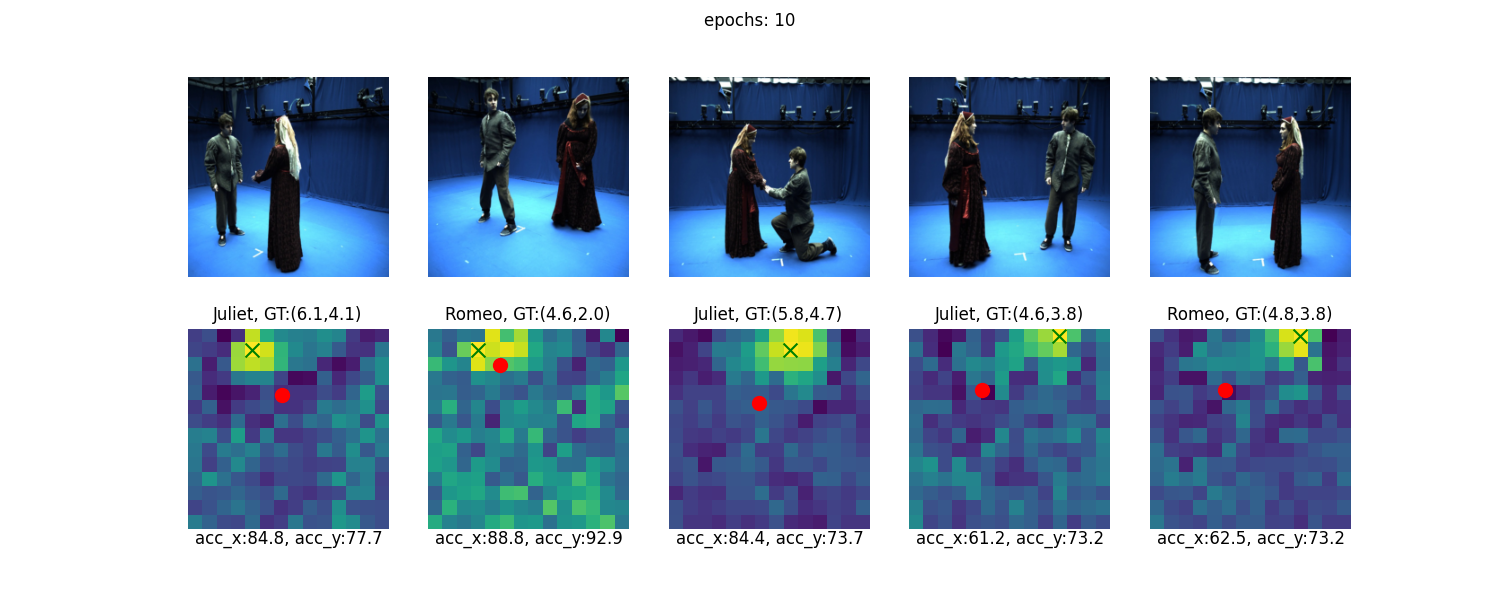 epochs: 10
Juliet, GT:(6.1,4.1)
Romeo, GT:(4.6,2.0)
Juliet, GT:(5.8,4.7)
Juliet, GT:(4.6,3.8)
Romeo, GT:(4.8,3.8)
acc_x:84.8, acc_y:77.7
acc_x:88.8, acc_y:92.9
acc_x:84.4, acc_y:73.7
acc_x:61.2, acc_y:73.2
acc_x:62.5, acc_y:73.2